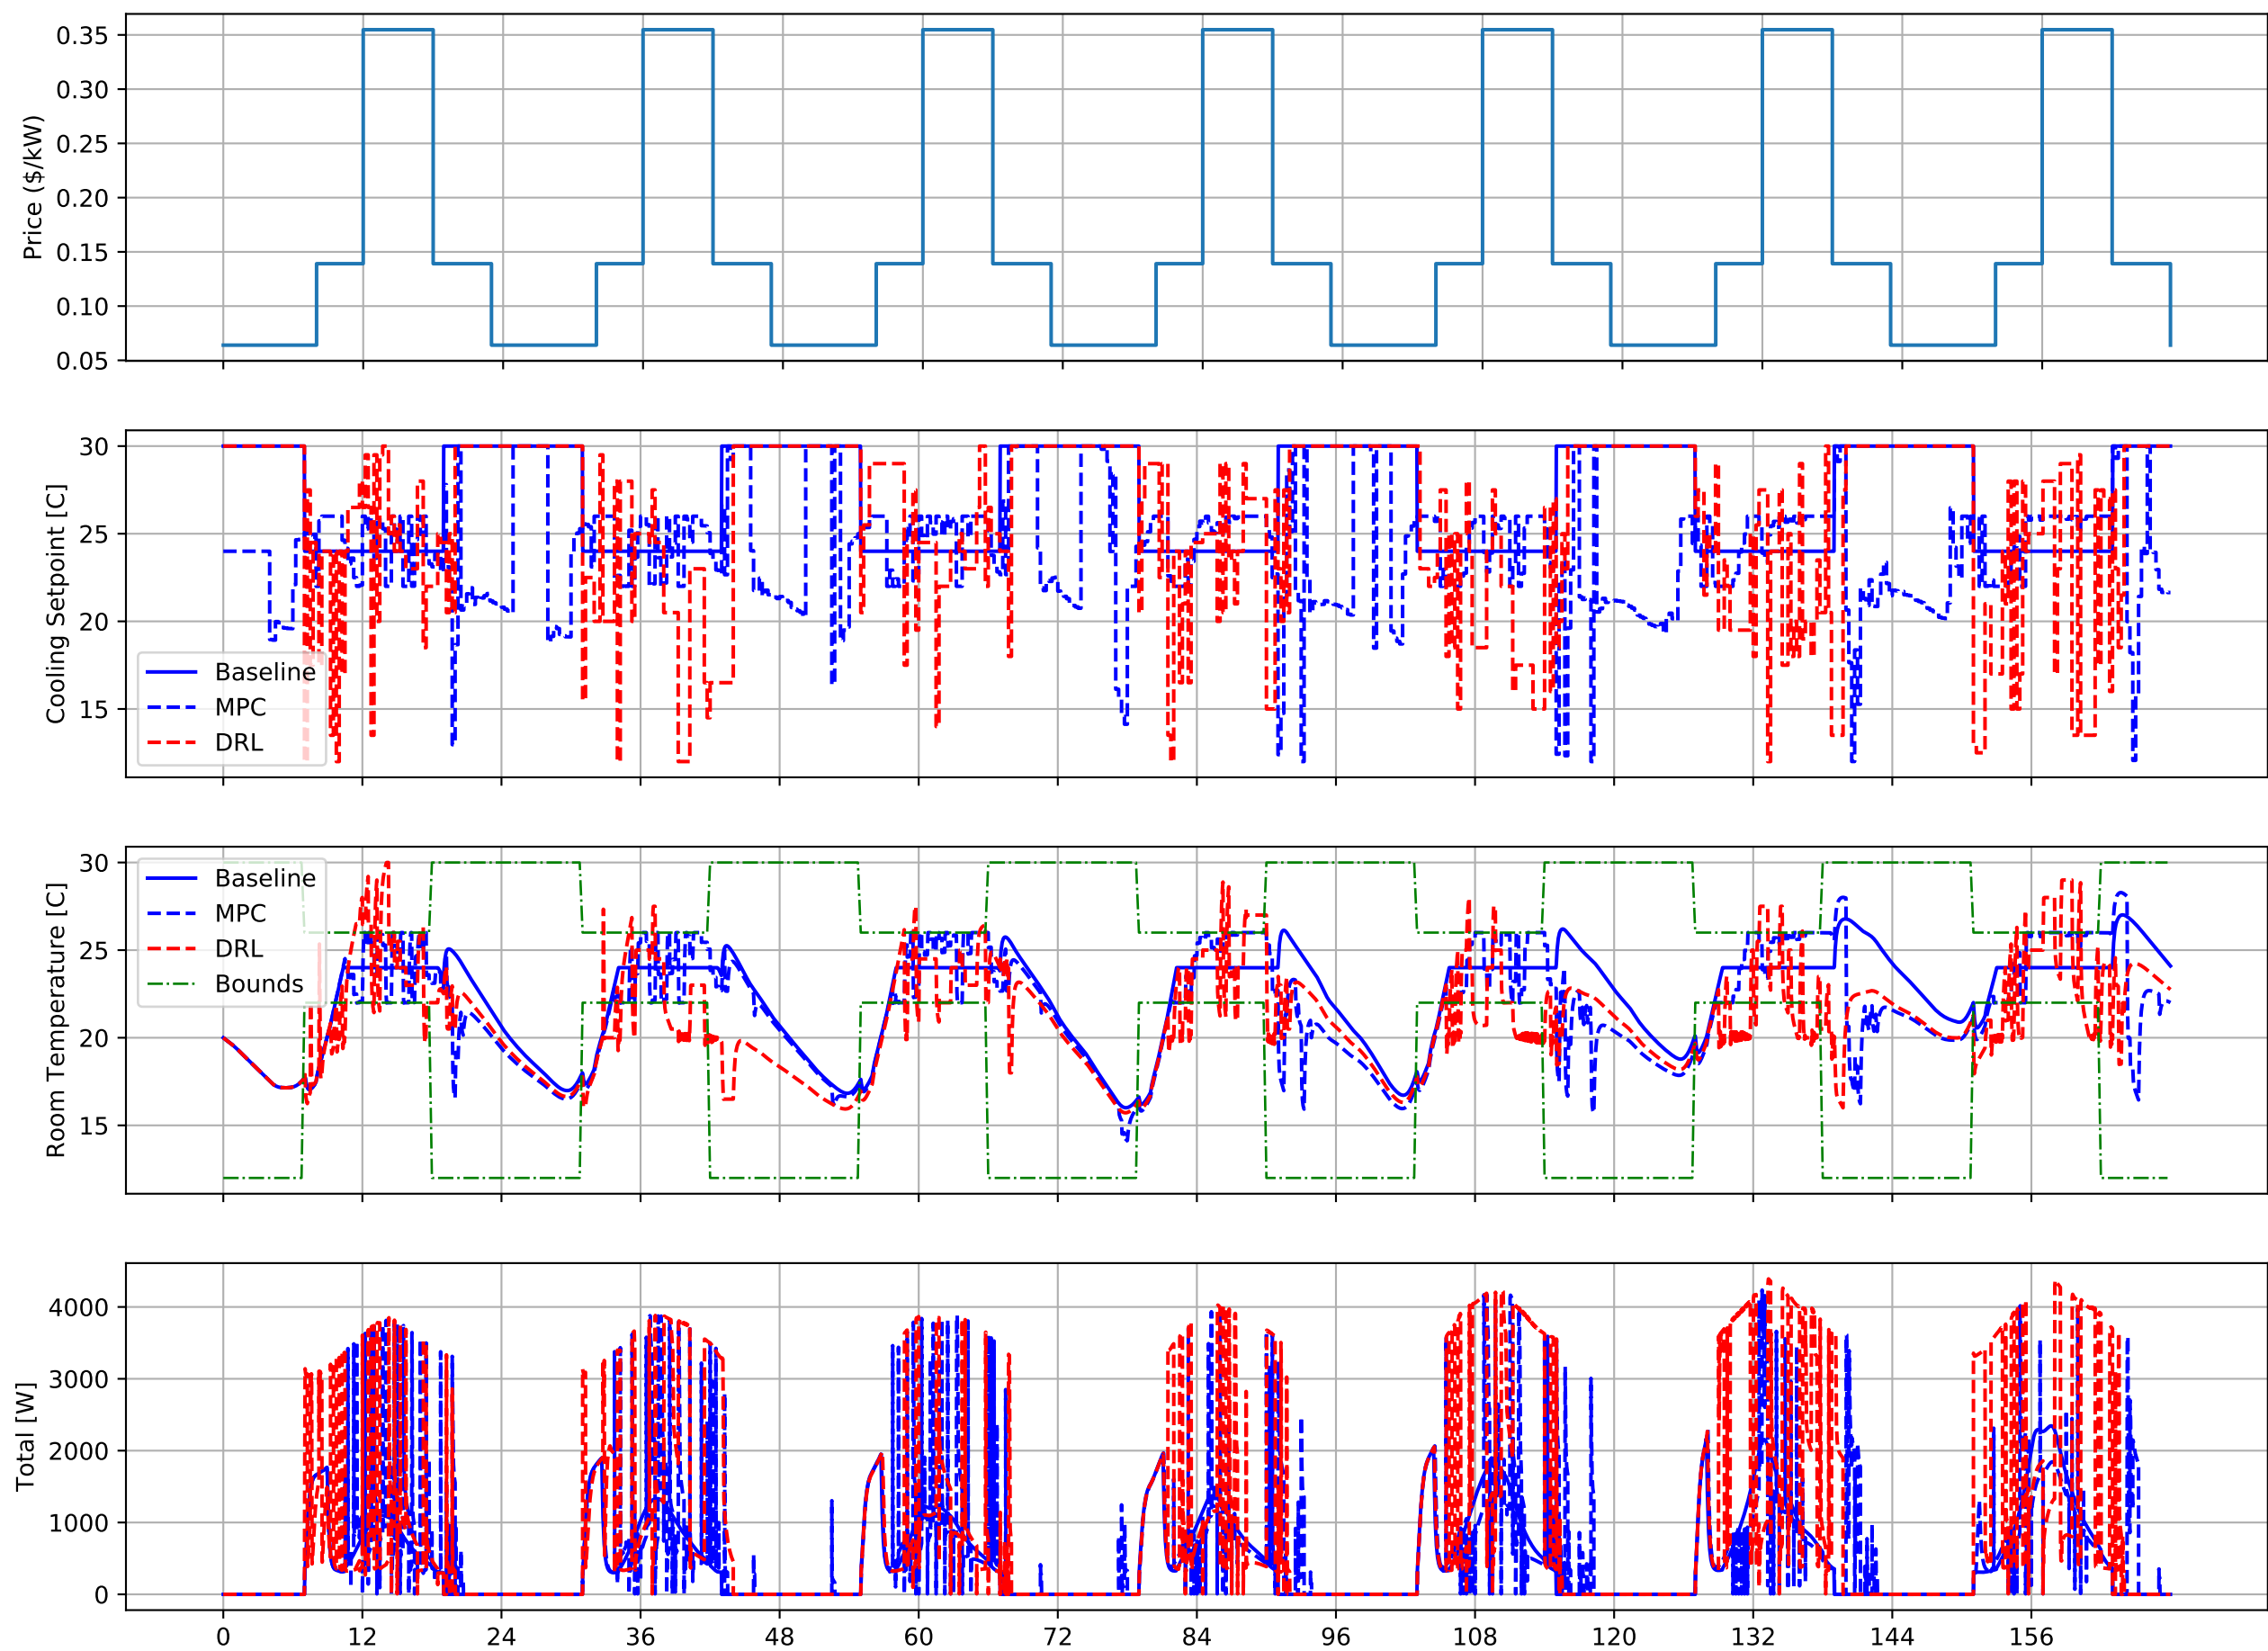 Price ($/kW)
0.35
0.30
0.25
0.20
0.15
0.10
0.05
Cooling Setpoint [C]
30
25
20
15
Baseline
MPC
DRL
Room Temperature [C]
30
25
20
15
Baseline
MPC
DRL
Bounds
Total [W]
4000
3000
2000
1000
0
0 12 24 36 48 60 72 84 96 108 120 132 144 156